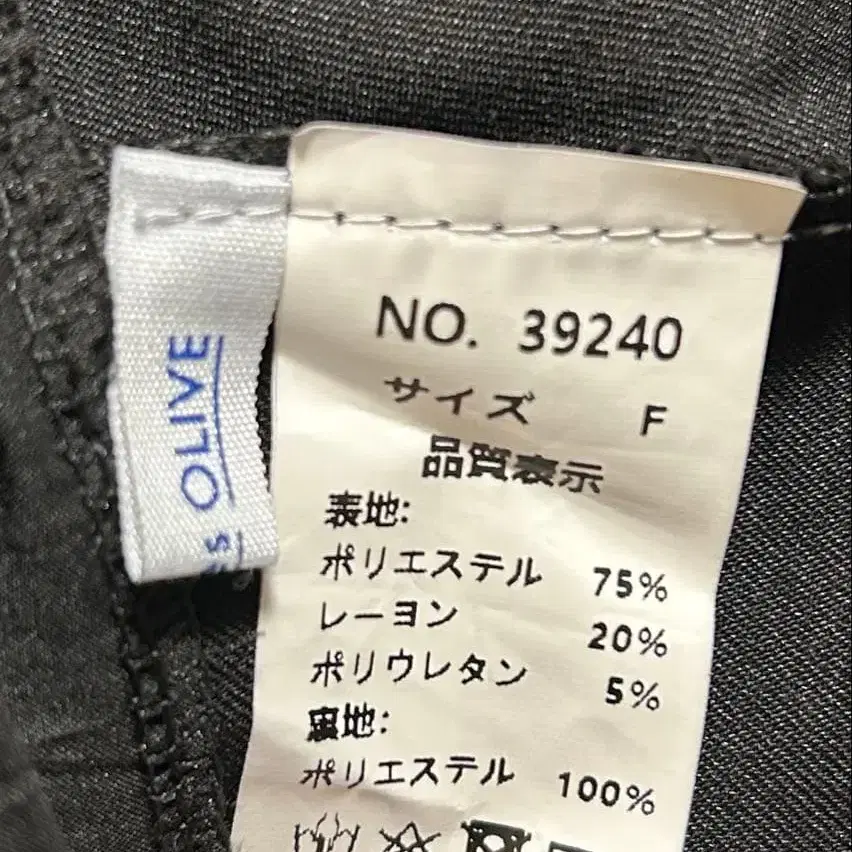 OLIVE
NO. 39240
サイズ F
品質表示
表地:
ポリエステル 75%
レーヨン 20%
ポリウレタン 5%
裏地:
ポリエステル 100%